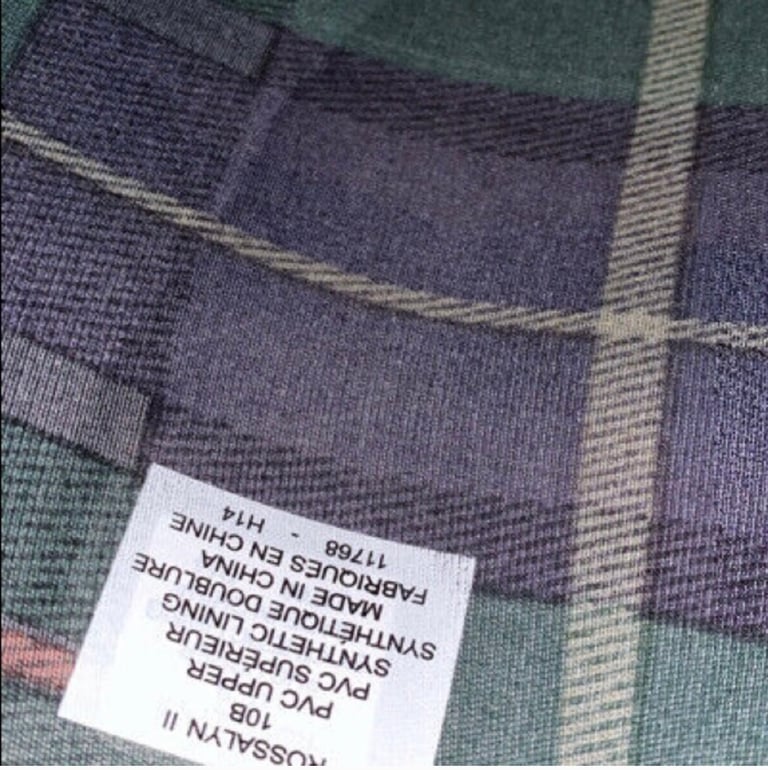 ROSSALYN II
10B
PVC UPPER
PVC SUPÉRIEUR
SYNTHETIC LINING
SYNTHÉTIQUE DOUBLURE
MADE IN CHINA
FABRIQUES EN CHINE
11768 - H14